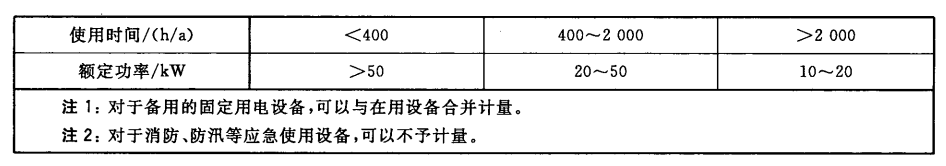 使用时间/(h/a) <400 400~2 000 >2 000
额定功率/kW >50 20~50 10~20
注1：对于备用的固定用电设备,可以与在用设备合并计量。
注2：对于消防、防汛等应急使用设备,可以不予计量。